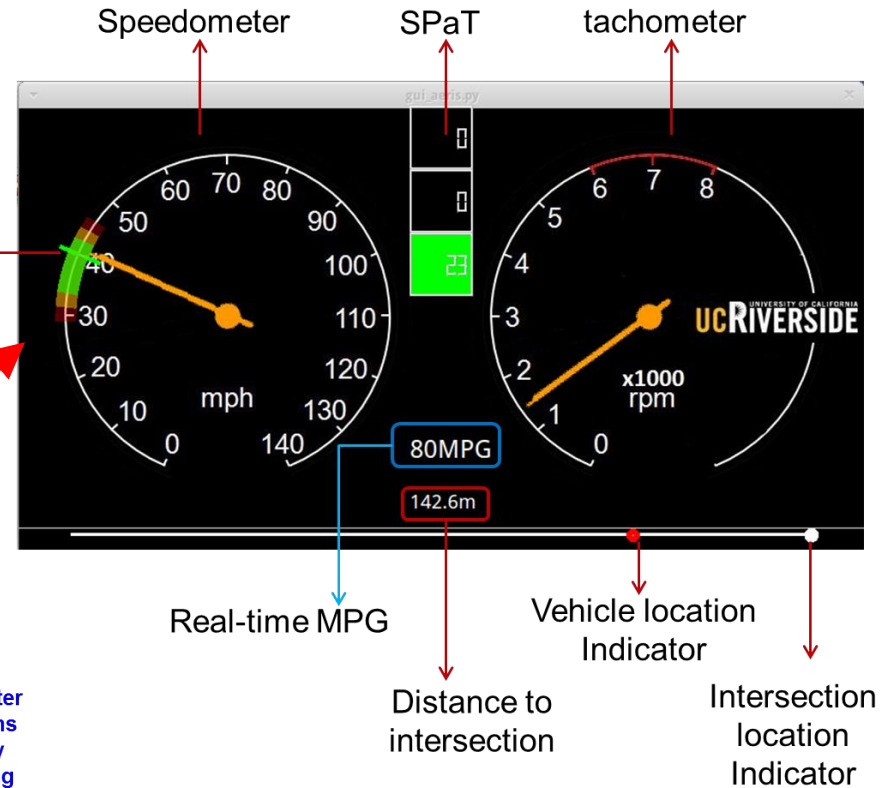 Speedometer
SPaT
tachometer
gui_aeris.py
0
0
23
0
10
20
30
40
50
60
70
80
90
100
110
120
130
140
mph
0
1
2
3
4
5
6
7
8
x1000
rpm
UNIVERSITY OF CALIFORNIA
UCRIVERSIDE
80MPG
142.6m
Real-time MPG
Vehicle location
Indicator
Distance to
intersection
Intersection
location
Indicator